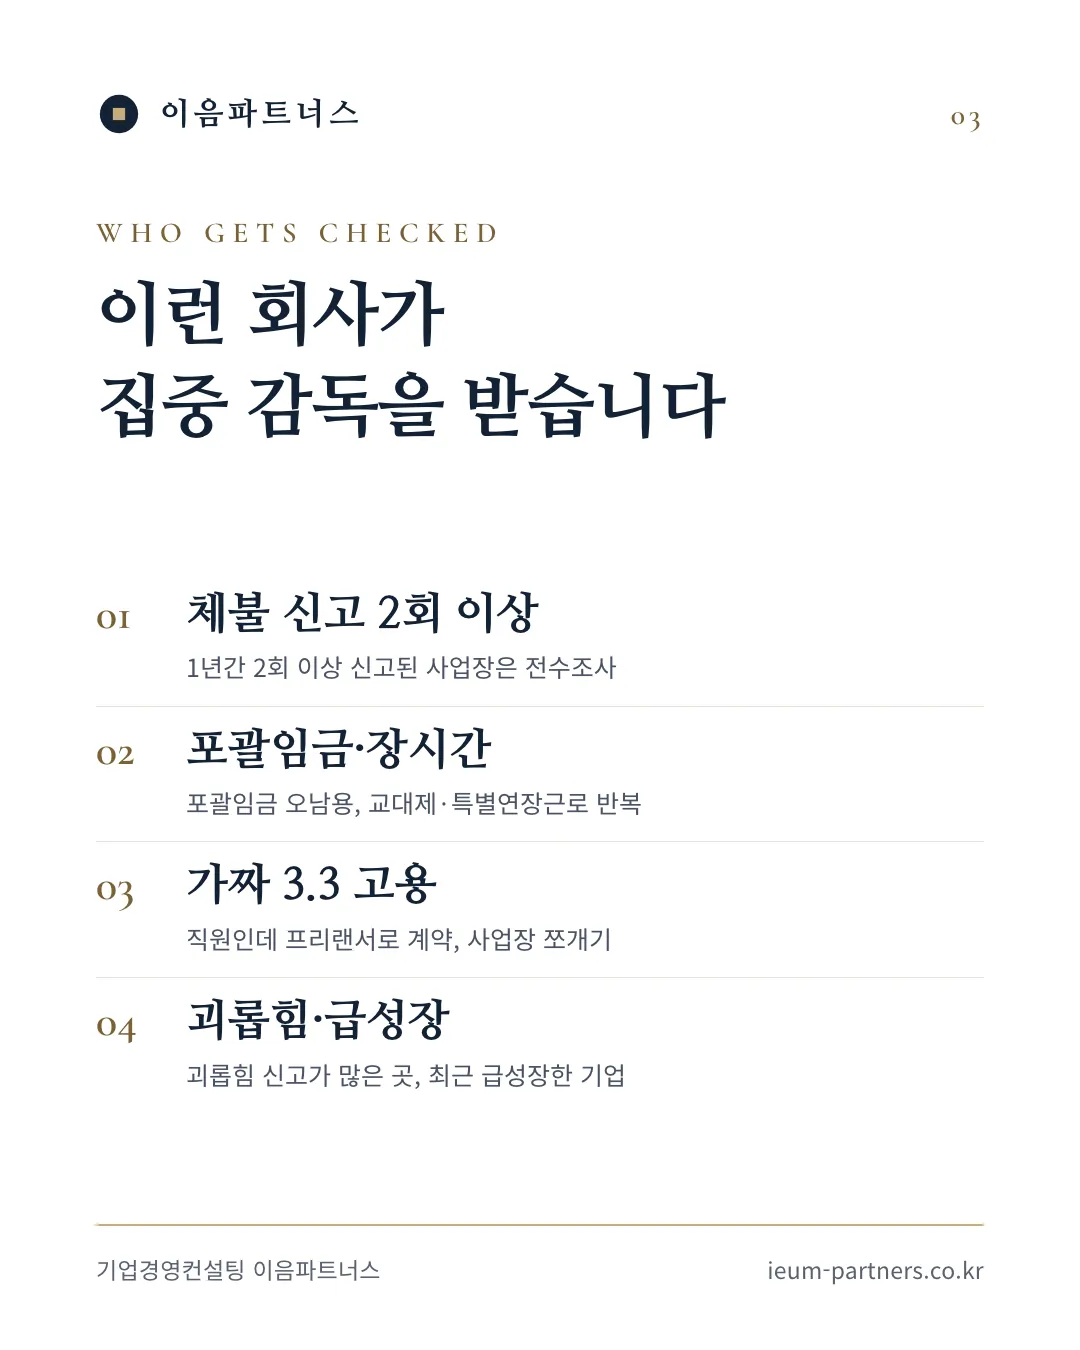 이음파트너스
03
WHO GETS CHECKED
이런 회사가
집중 감독을 받습니다
01
체불 신고 2회 이상
1년간 2회 이상 신고된 사업장은 전수조사
02
포괄임금·장시간
포괄임금 오남용, 교대제·특별연장근로 반복
03
가짜 3.3 고용
직원인데 프리랜서로 계약, 사업장 쪼개기
04
괴롭힘·급성장
괴롭힘 신고가 많은 곳, 최근 급성장한 기업
기업경영컨설팅 이음파트너스
ieum-partners.co.kr